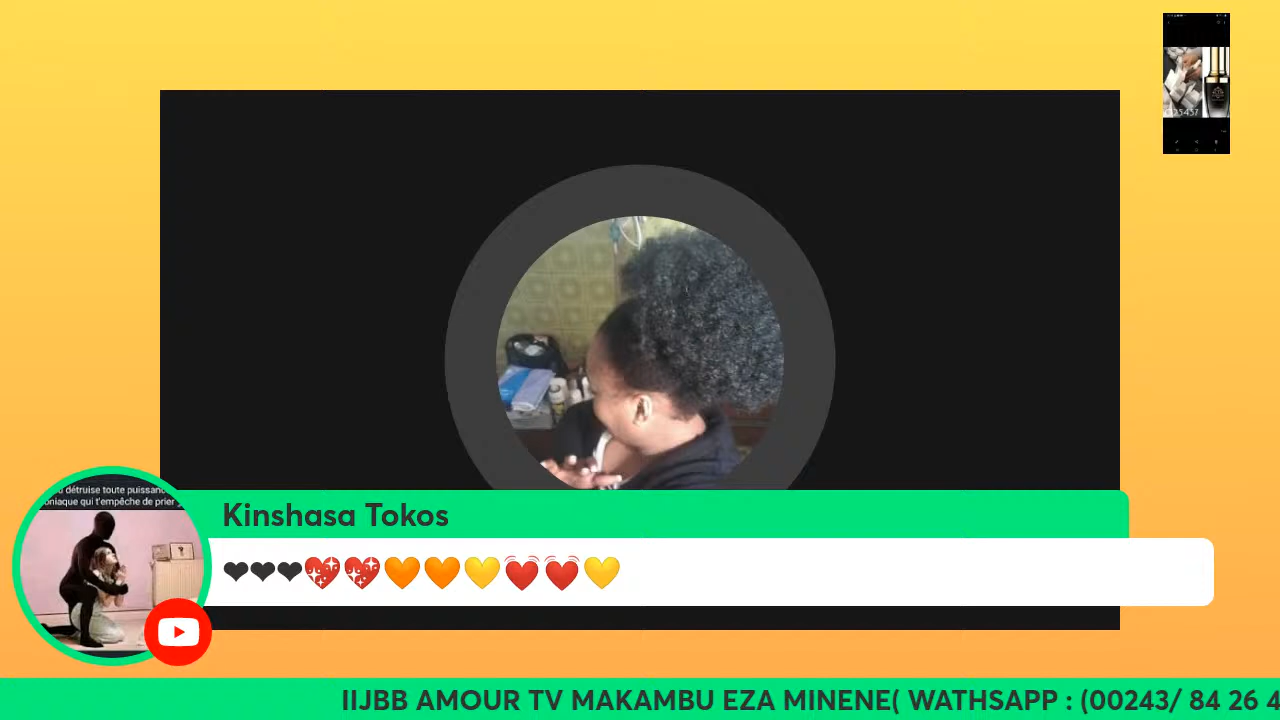 u détruise toute puissanc
oniaque qui t'empêche de prier
Kinshasa Tokos
❤❤❤💖💖🧡🧡💛💓💓💛
IIJBB AMOUR TV MAKAMBU EZA MINENE( WATHSAPP : (00243/ 84 26 4